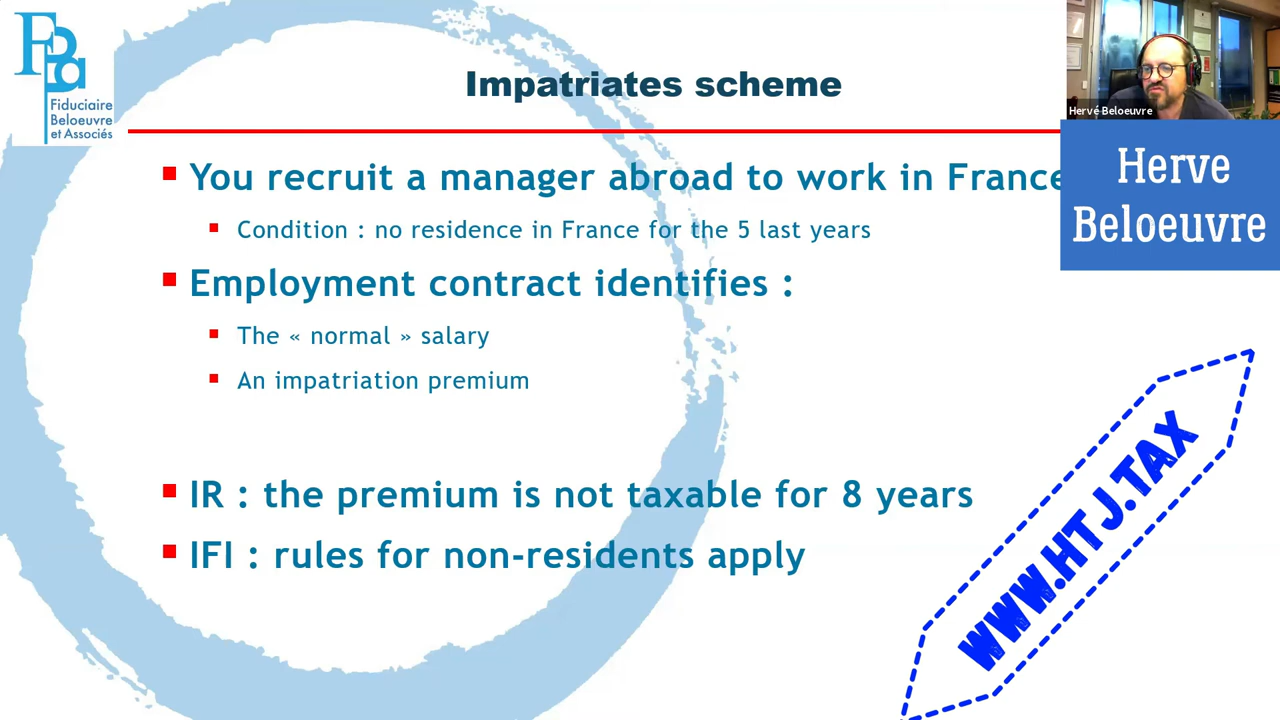 Fba
Fiduciaire
Beloeuvre
et Associés
Impatriates scheme
Hervé Beloeuvre
Herve
Beloeuvre
You recruit a manager abroad to work in France
Condition : no residence in France for the 5 last years
Employment contract identifies :
The « normal » salary
An impatriation premium
IR : the premium is not taxable for 8 years
IFI : rules for non-residents apply
WWW.HTJ.TAX